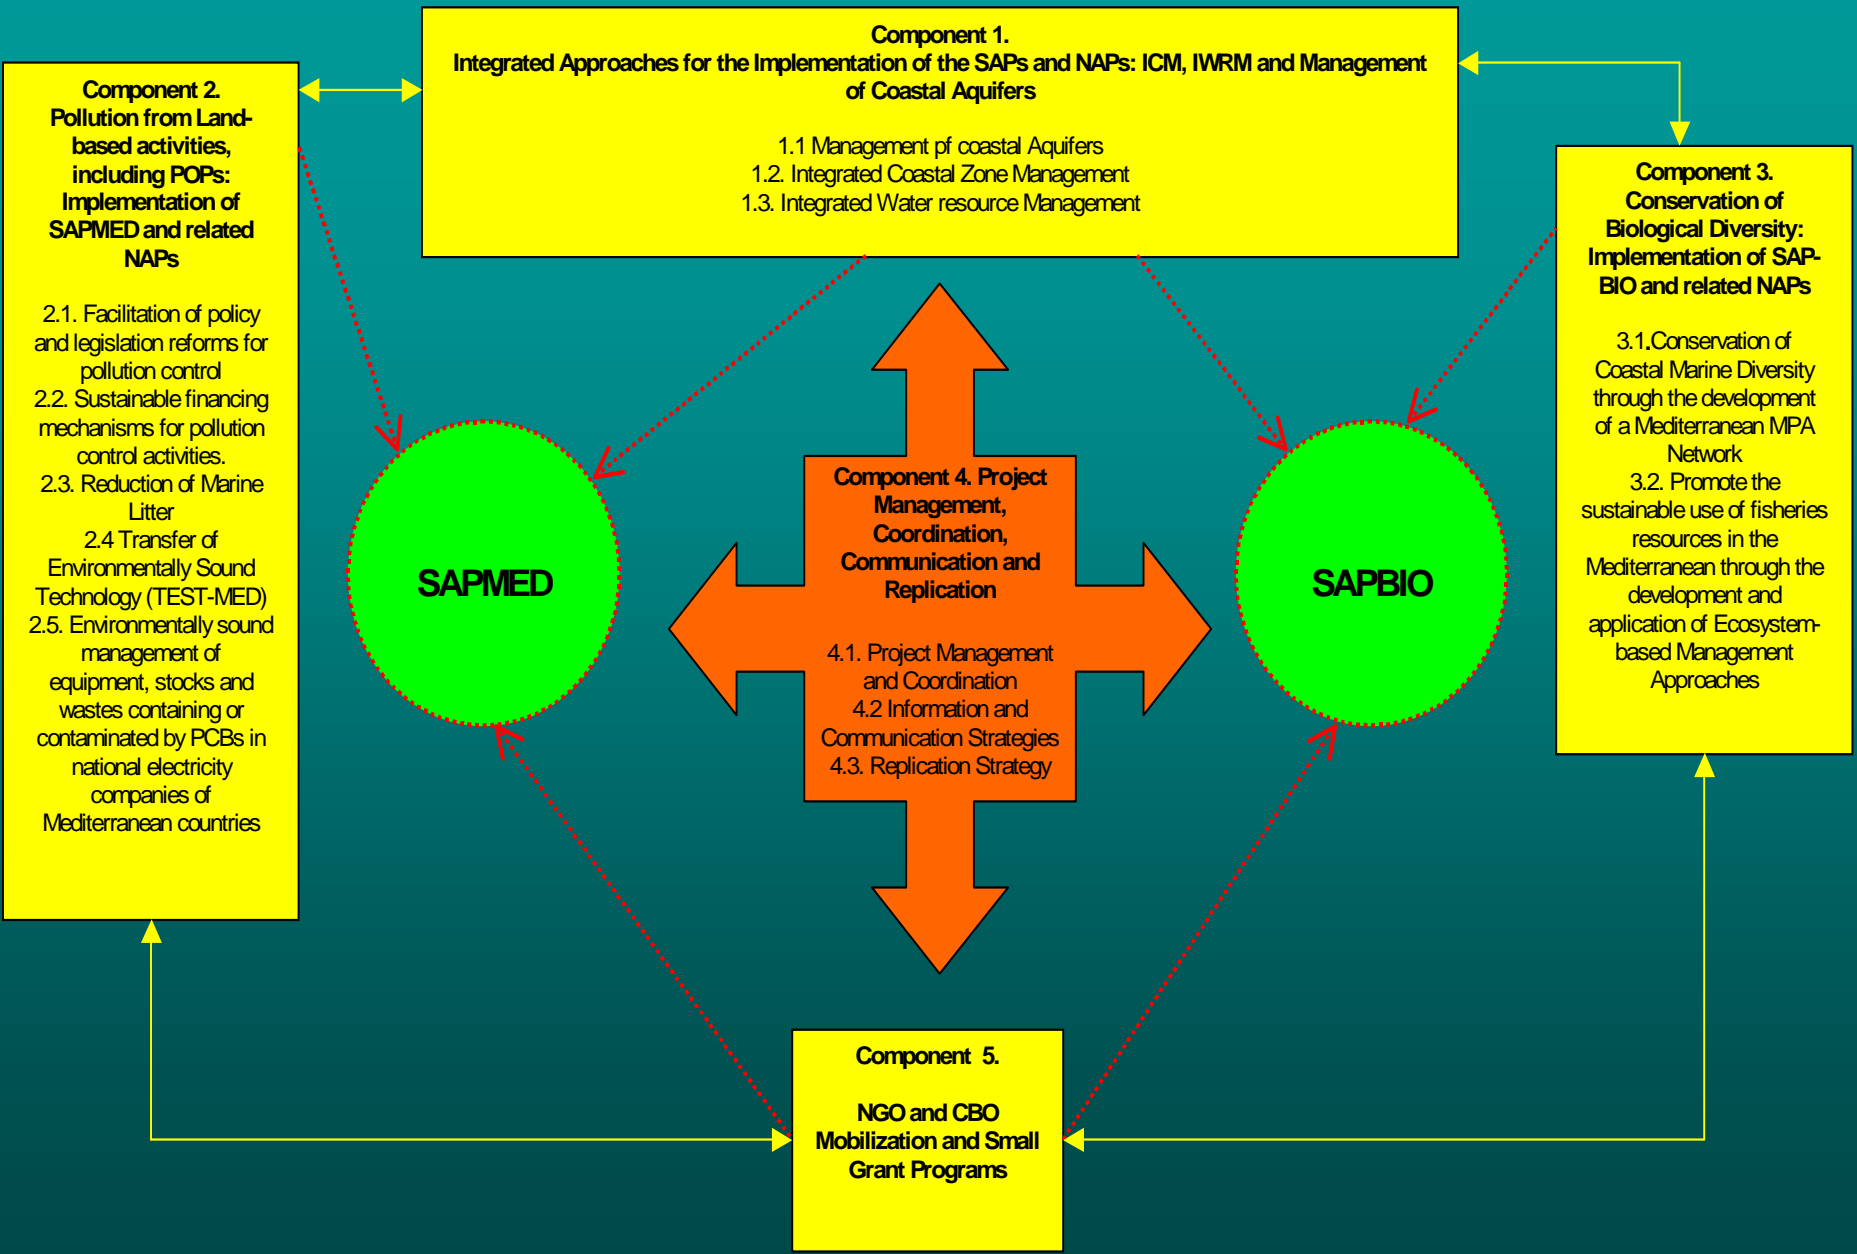 Component 1.
Integrated Approaches for the Implementation of the SAPs and NAPs: ICM, IWRM and Management
of Coastal Aquifers
1.1 Management pf coastal Aquifers
1.2. Integrated Coastal Zone Management
1.3. Integrated Water resource Management
Component 2.
Pollution from Land-
based activities,
including POPs:
Implementation of
SAPMED and related
NAPs
2.1. Facilitation of policy
and legislation reforms for
pollution control
2.2. Sustainable financing
mechanisms for pollution
control activities.
2.3. Reduction of Marine
Litter
2.4 Transfer of
Environmentally Sound
Technology (TEST-MED)
2.5. Environmentally sound
management of
equipment, stocks and
wastes containing or
contaminated by PCBs in
national electricity
companies of
Mediterranean countries
SAPMED
Component 4. Project
Management,
Coordination,
Communication and
Replication
4.1. Project Management
and Coordination
4.2 Information and
Communication Strategies
4.3. Replication Strategy
SAPBIO
Component 3.
Conservation of
Biological Diversity:
Implementation of SAP-
BIO and related NAPs
3.1.Conservation of
Coastal Marine Diversity
through the development
of a Mediterranean MPA
Network
3.2. Promote the
sustainable use of fisheries
resources in the
Mediterranean through the
development and
application of Ecosystem-
based Management
Approaches
Component 5.
NGO and CBO
Mobilization and Small
Grant Programs